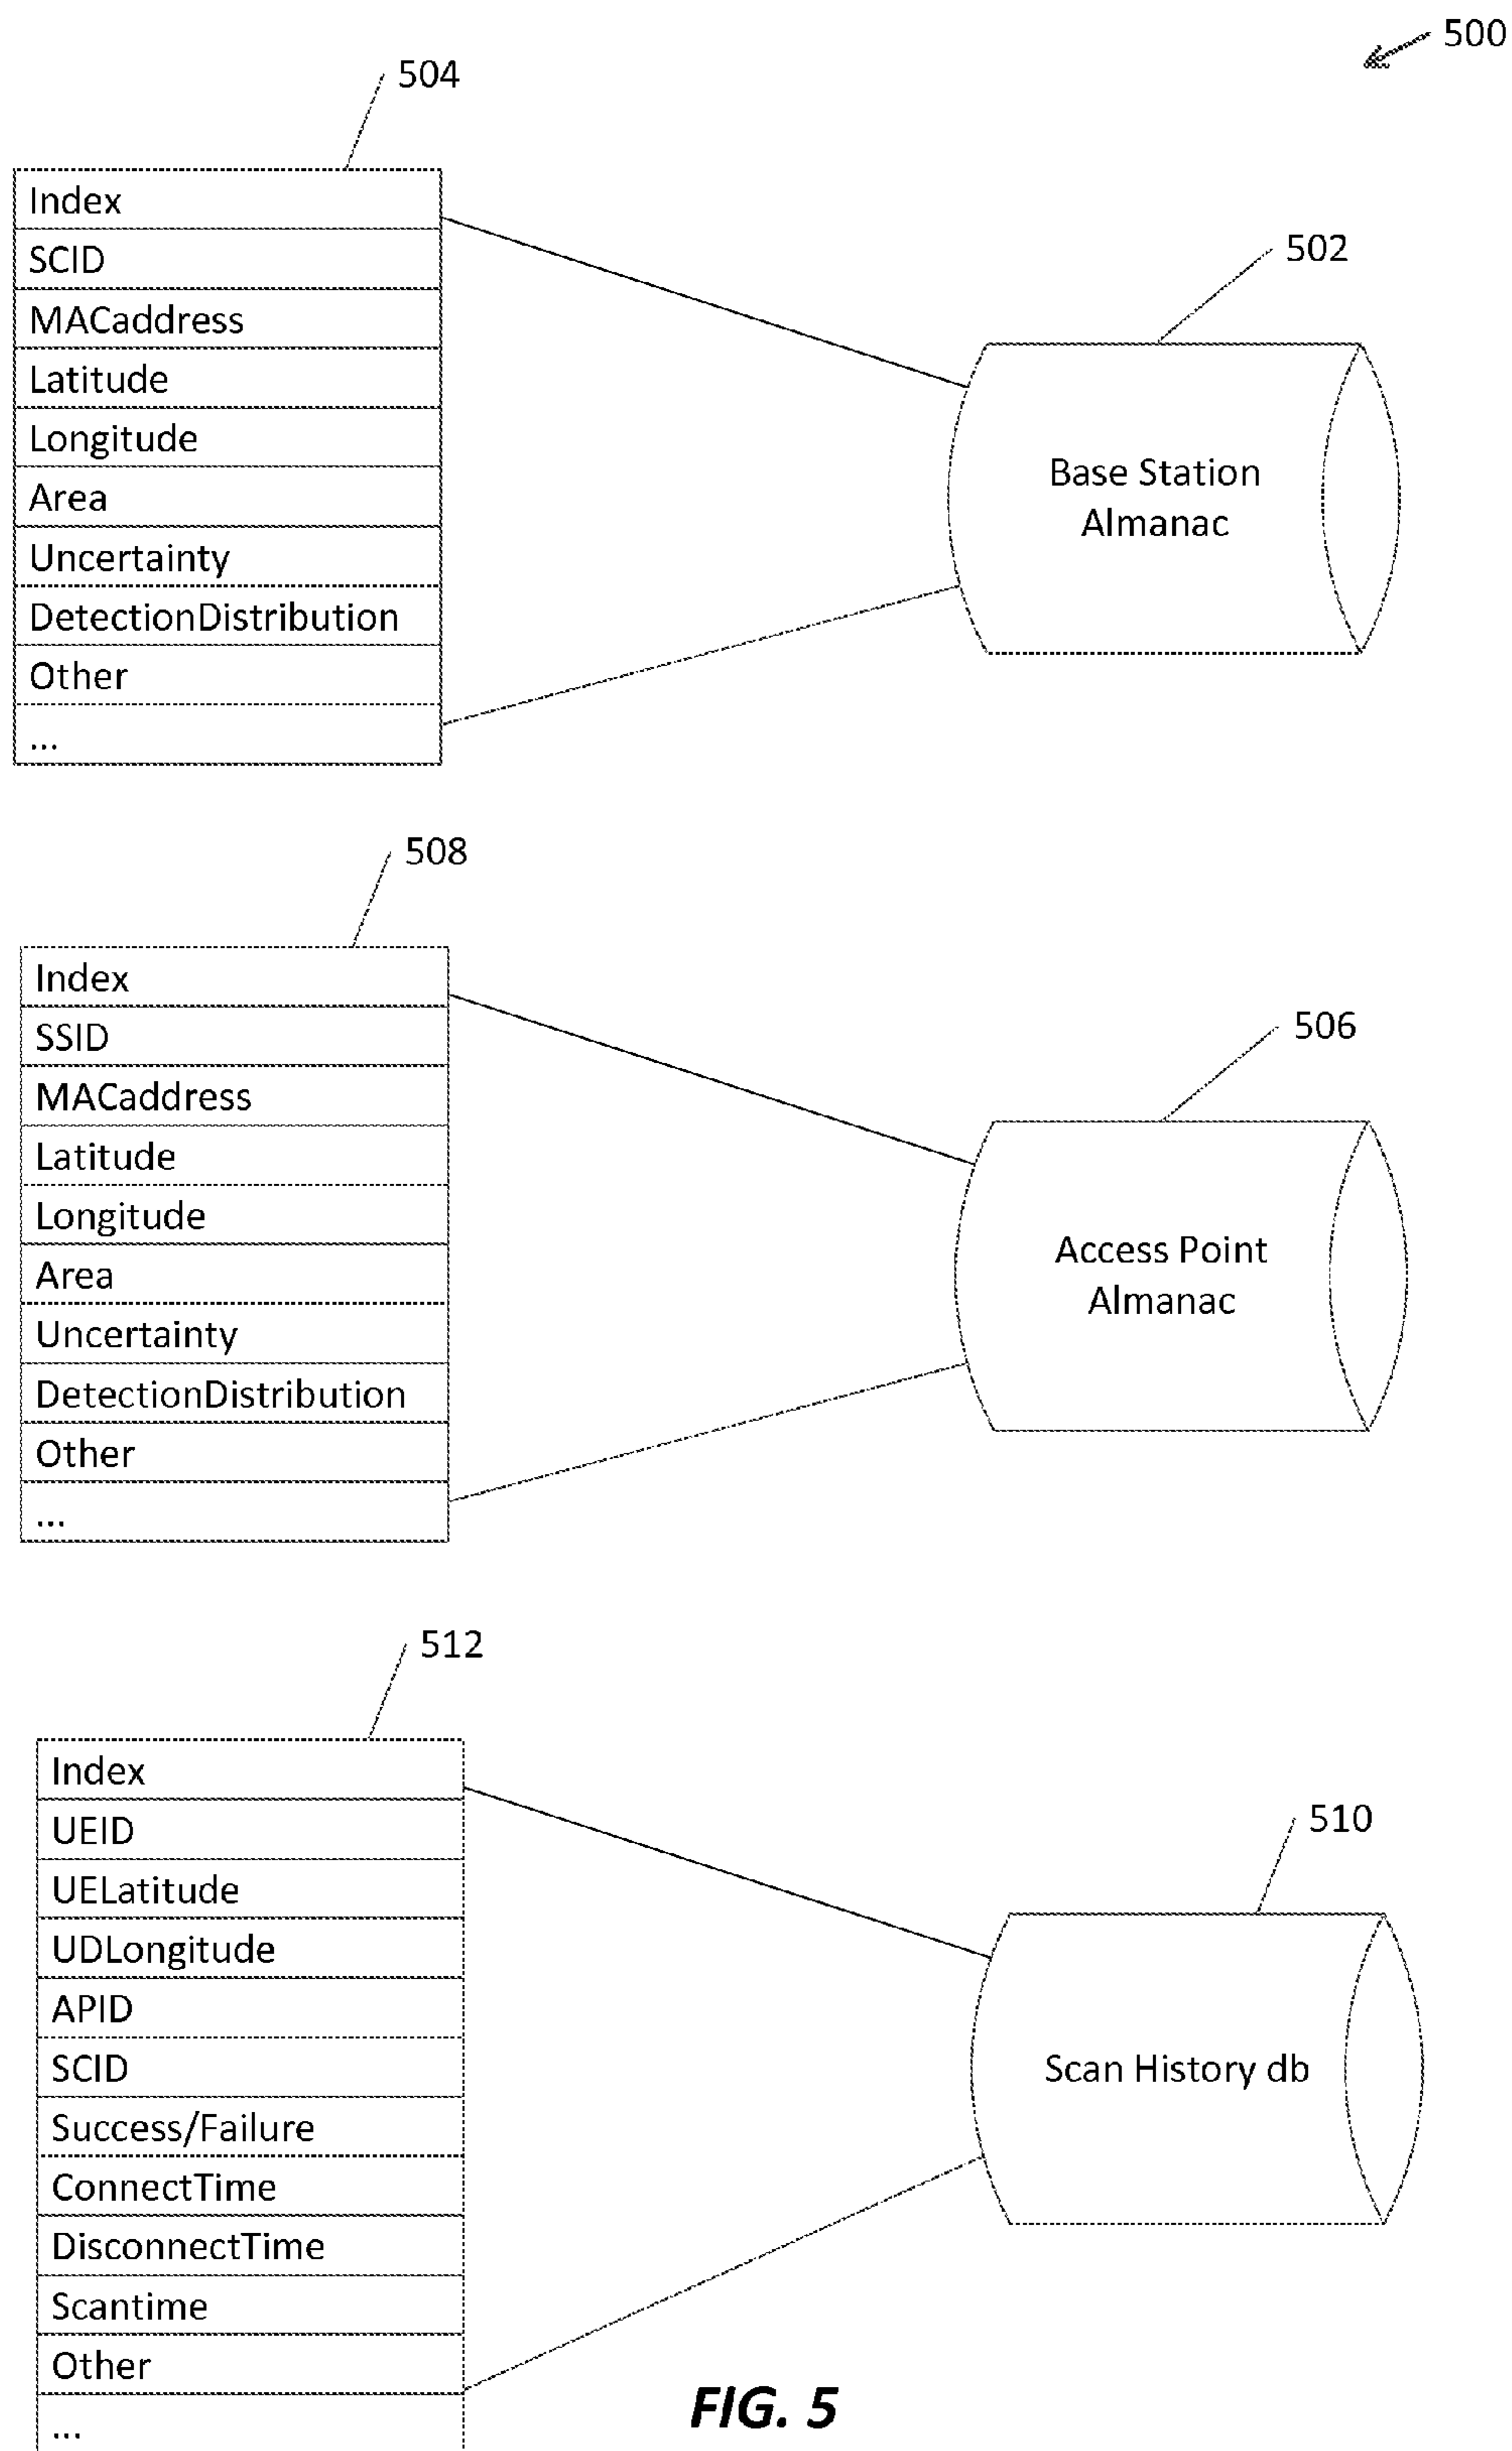 500
504
Index
SCID
MACaddress
Latitude
Longitude
Area
Uncertainty
DetectionDistribution
Other
...
502
Base Station
Almanac
508
Index
SSID
MACaddress
Latitude
Longitude
Area
Uncertainty
DetectionDistribution
Other
...
506
Access Point
Almanac
512
Index
UEID
UELatitude
UDLongitude
APID
SCID
Success/Failure
ConnectTime
DisconnectTime
Scantime
Other
...
510
Scan History db
FIG. 5